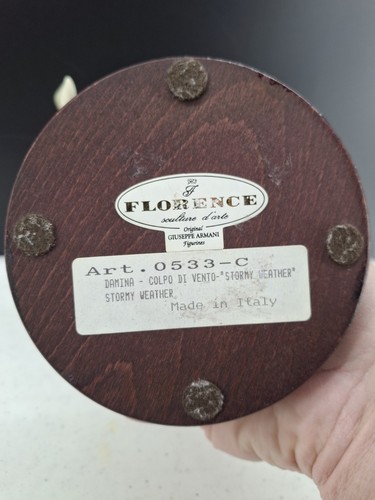 FLORENCE
sculture d'arte
Original
GIUSEPPE ARMANI
Figurines
Art.0533-C
DAMINA - COLPO DI VENTO-"STORMY WEATHER"
STORMY WEATHER
Made in Italy